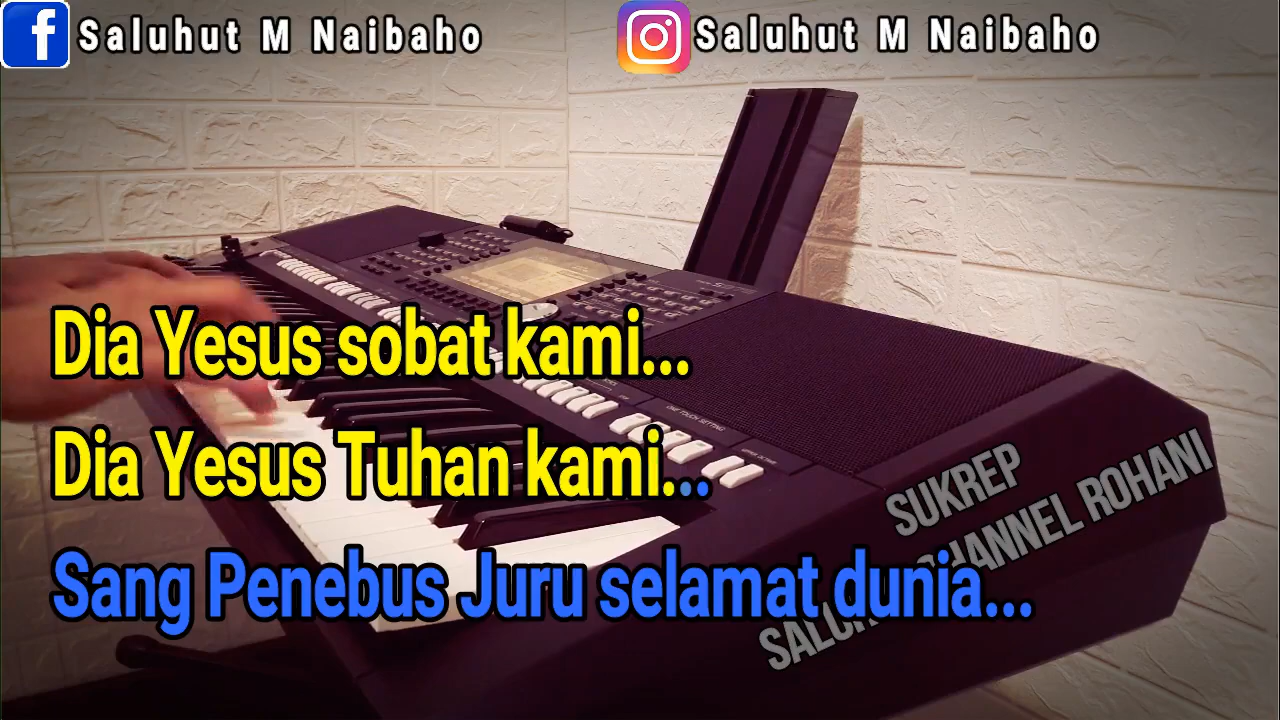 Saluhut M Naibaho
Saluhut M Naibaho
Dia Yesus sobat kami...
Dia Yesus Tuhan kami...
Sang Penebus Juru selamat dunia...
SUKREP
ROHANI